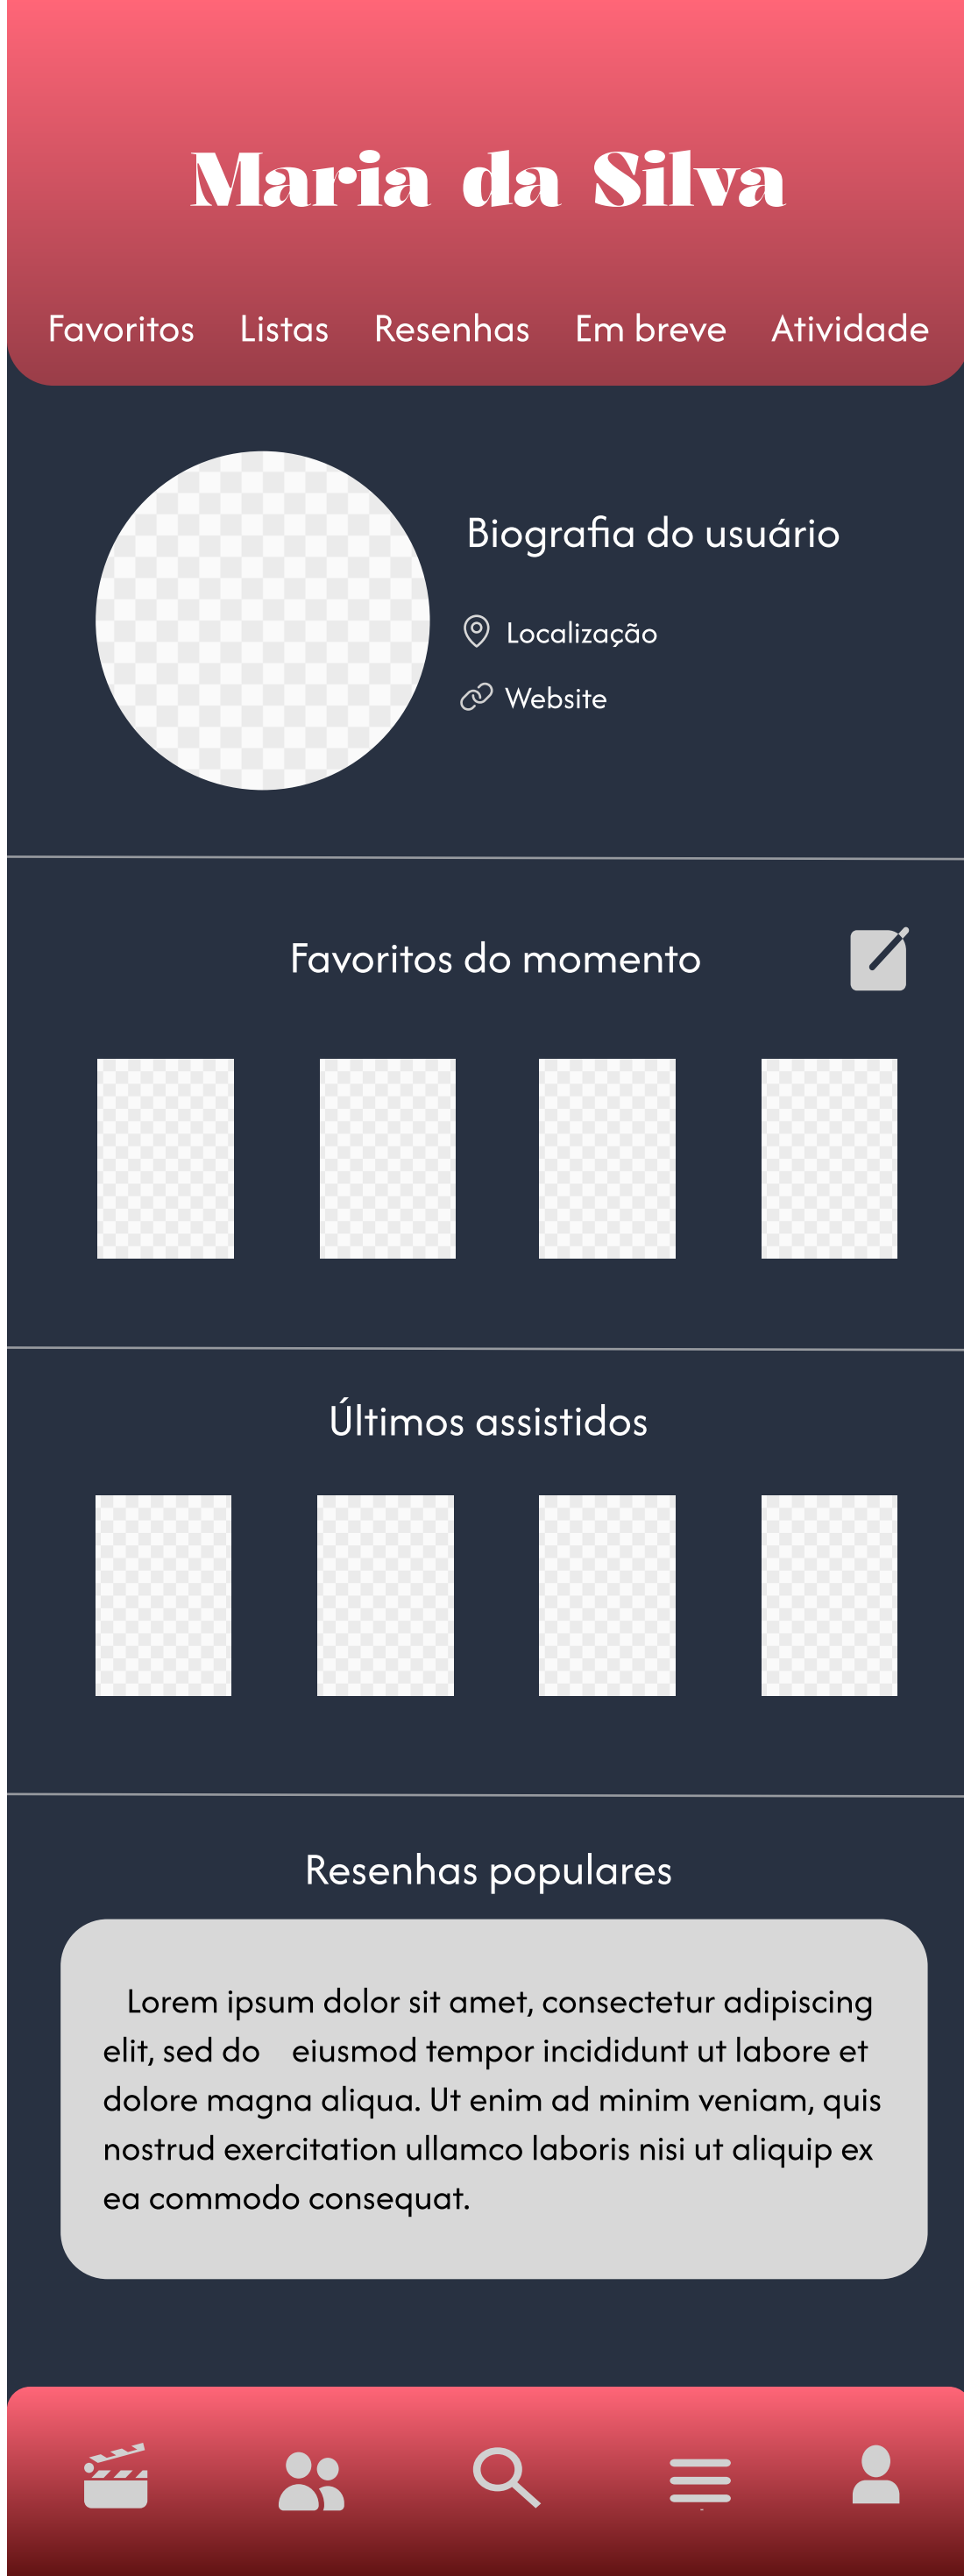 Maria da Silva
Favoritos Listas Resenhas Em breve Atividade
Biografia do usuário
Localização
Website
Favoritos do momento
Últimos assistidos
Resenhas populares
Lorem ipsum dolor sit amet, consectetur adipiscing
elit, sed do eiusmod tempor incididunt ut labore et
dolore magna aliqua. Ut enim ad minim veniam, quis
nostrud exercitation ullamco laboris nisi ut aliquip ex
ea commodo consequat.